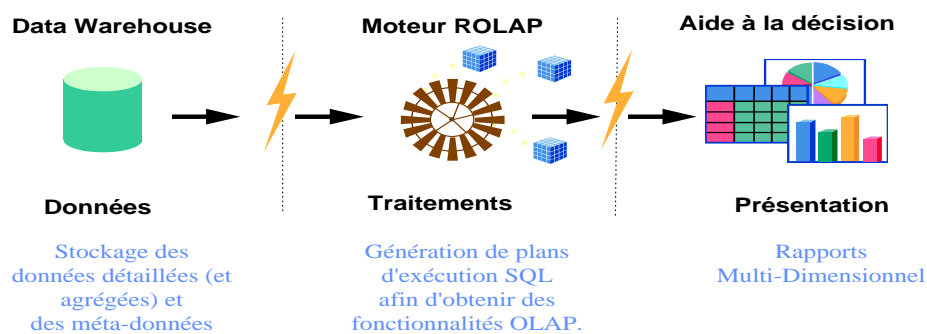 Data Warehouse
Moteur ROLAP
Aide à la décision
Données
Traitements
Présentation
Stockage des
données détaillées (et
agrégées) et
des méta-données
Génération de plans
d'exécution SQL
afin d'obtenir des
fonctionnalités OLAP.
Rapports
Multi-Dimensionnel